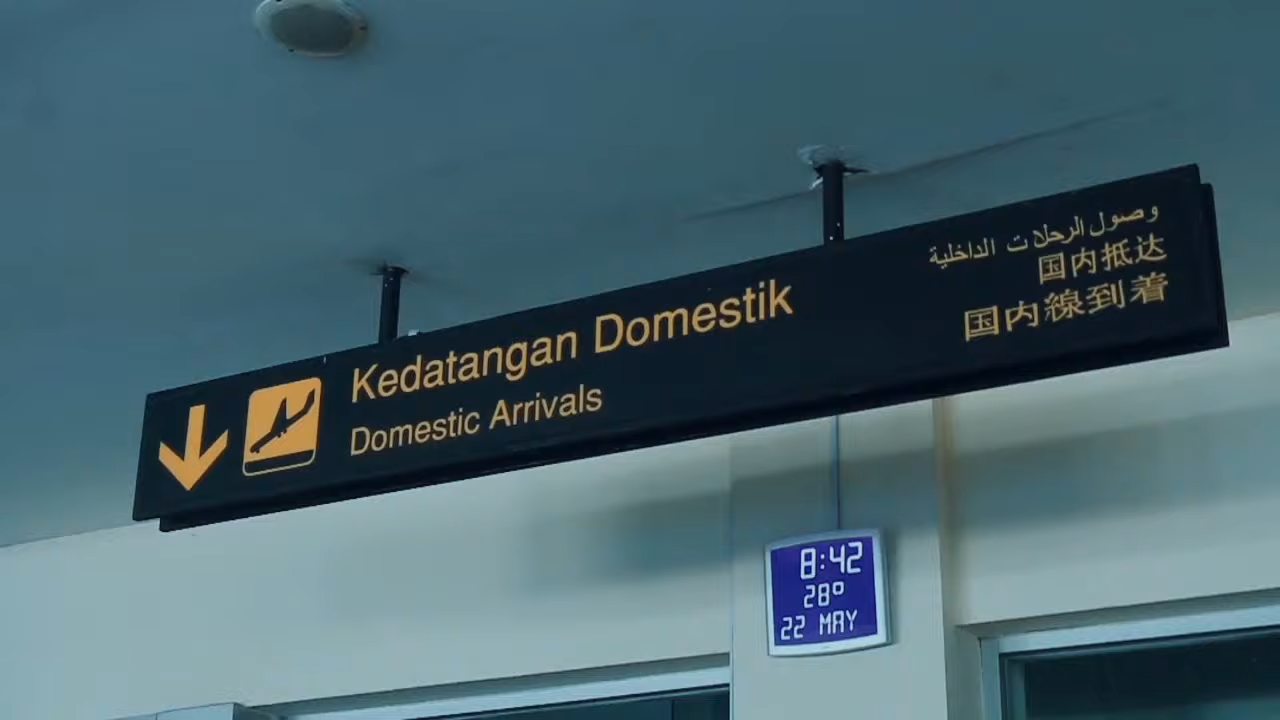 Kedatangan Domestik
Domestic Arrivals
وصول الرحلات الداخلية
国内抵达
国内線到着
8:42
28°
22 MAY